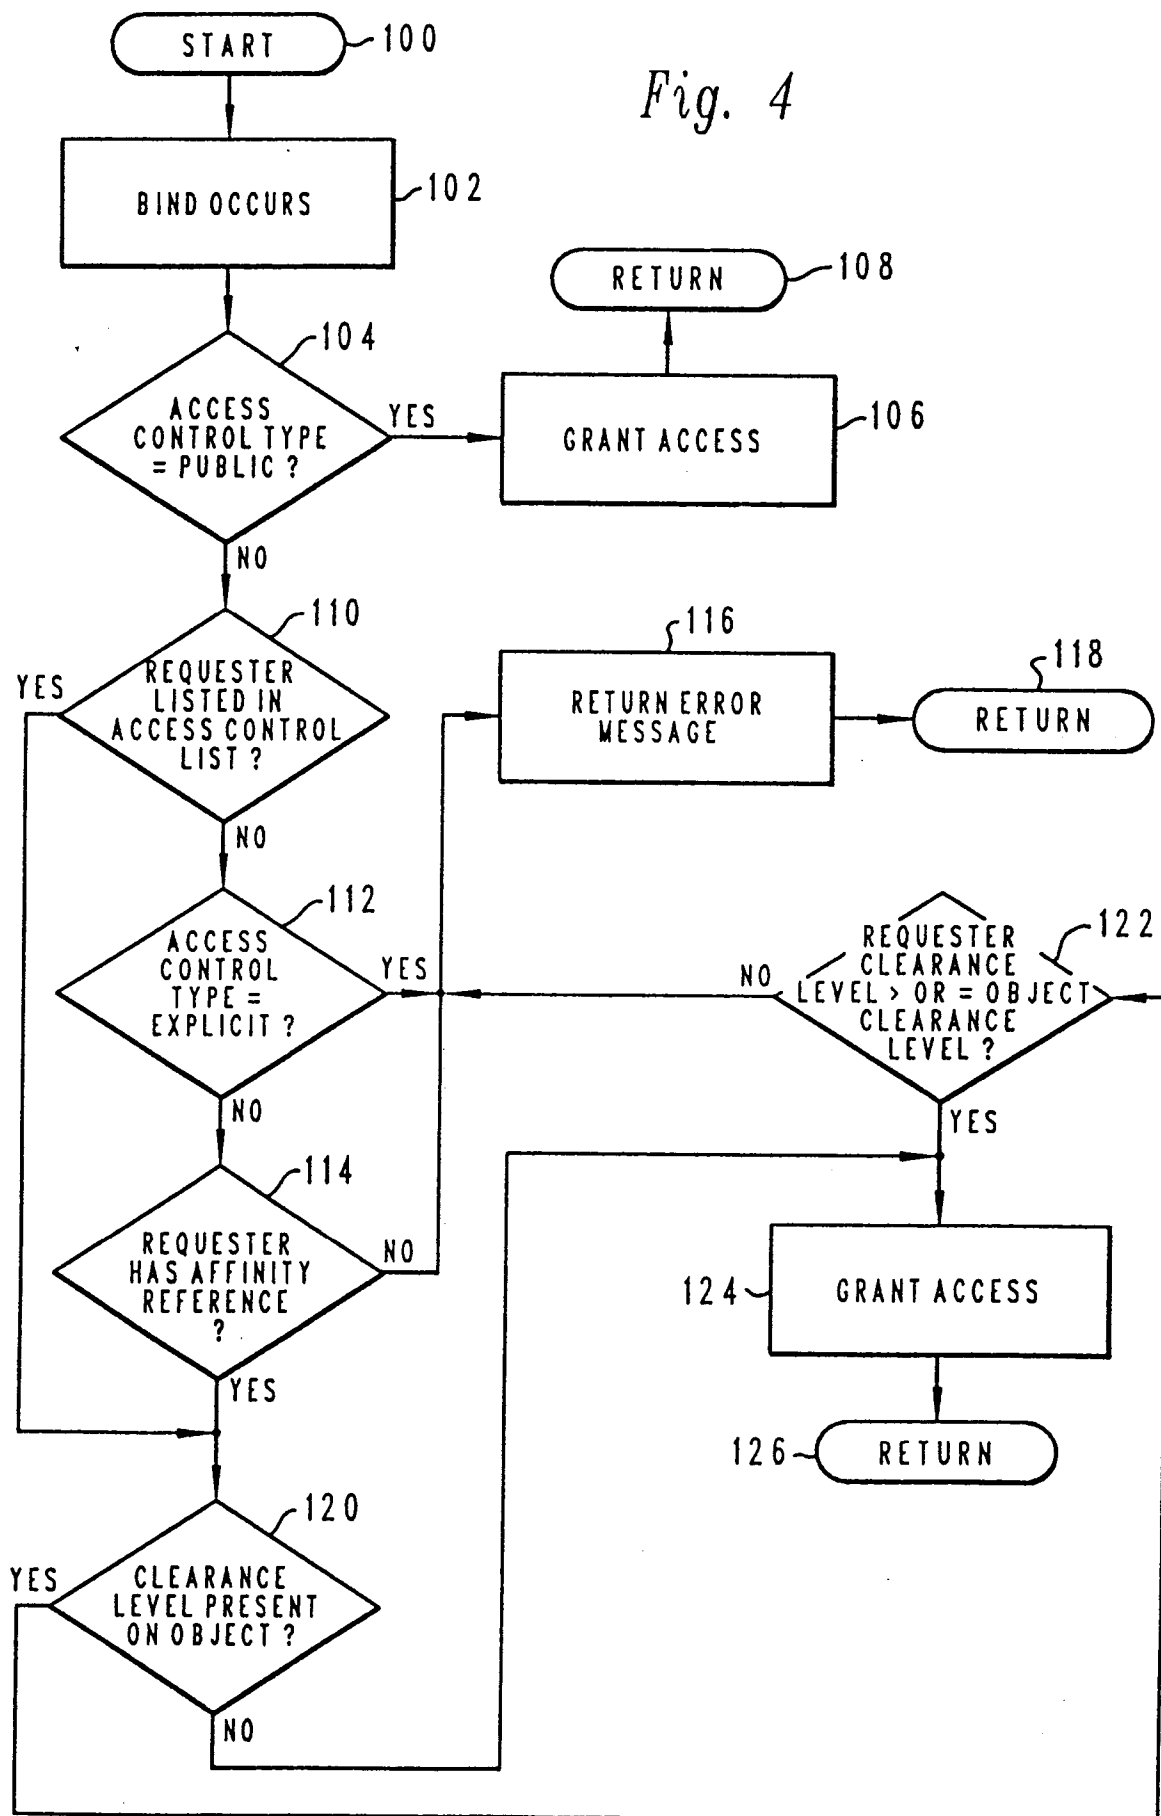 START
100
Fig. 4
BIND OCCURS
102
RETURN
108
104
ACCESS
CONTROL TYPE
= PUBLIC ?
YES
GRANT ACCESS
106
NO
110
REQUESTER
LISTED IN
ACCESS CONTROL
LIST ?
YES
116
RETURN ERROR
MESSAGE
118
RETURN
NO
112
ACCESS
CONTROL
TYPE =
EXPLICIT ?
YES
122
REQUESTER
CLEARANCE
LEVEL > OR = OBJECT
CLEARANCE
LEVEL ?
NO
NO
YES
114
REQUESTER
HAS AFFINITY
REFERENCE
?
NO
124
GRANT ACCESS
YES
126
RETURN
120
YES
CLEARANCE
LEVEL PRESENT
ON OBJECT ?
NO